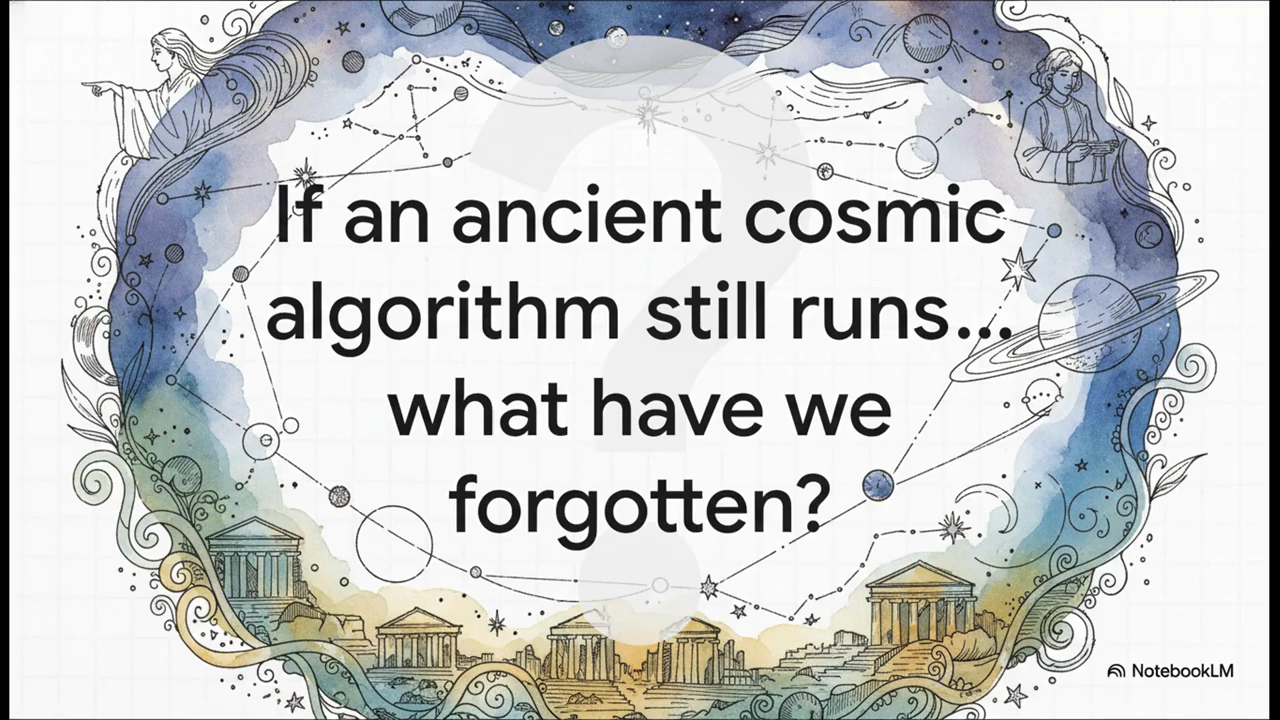 If an ancient cosmic
algorithm still runs...
what have we
forgotten?
NotebookLM